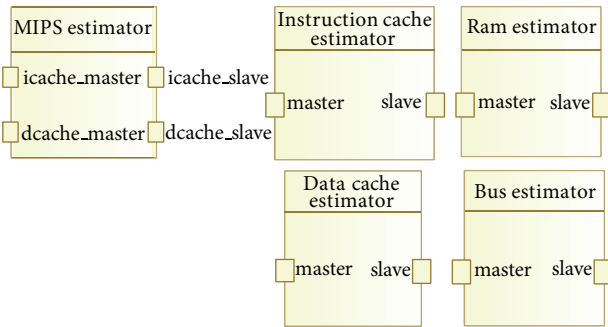 MIPS estimator
icache_master
icache_slave
dcache_master
dcache_slave
Instruction cache
estimator
master
slave
Ram estimator
master
slave
Data cache
estimator
master
slave
Bus estimator
master
slave